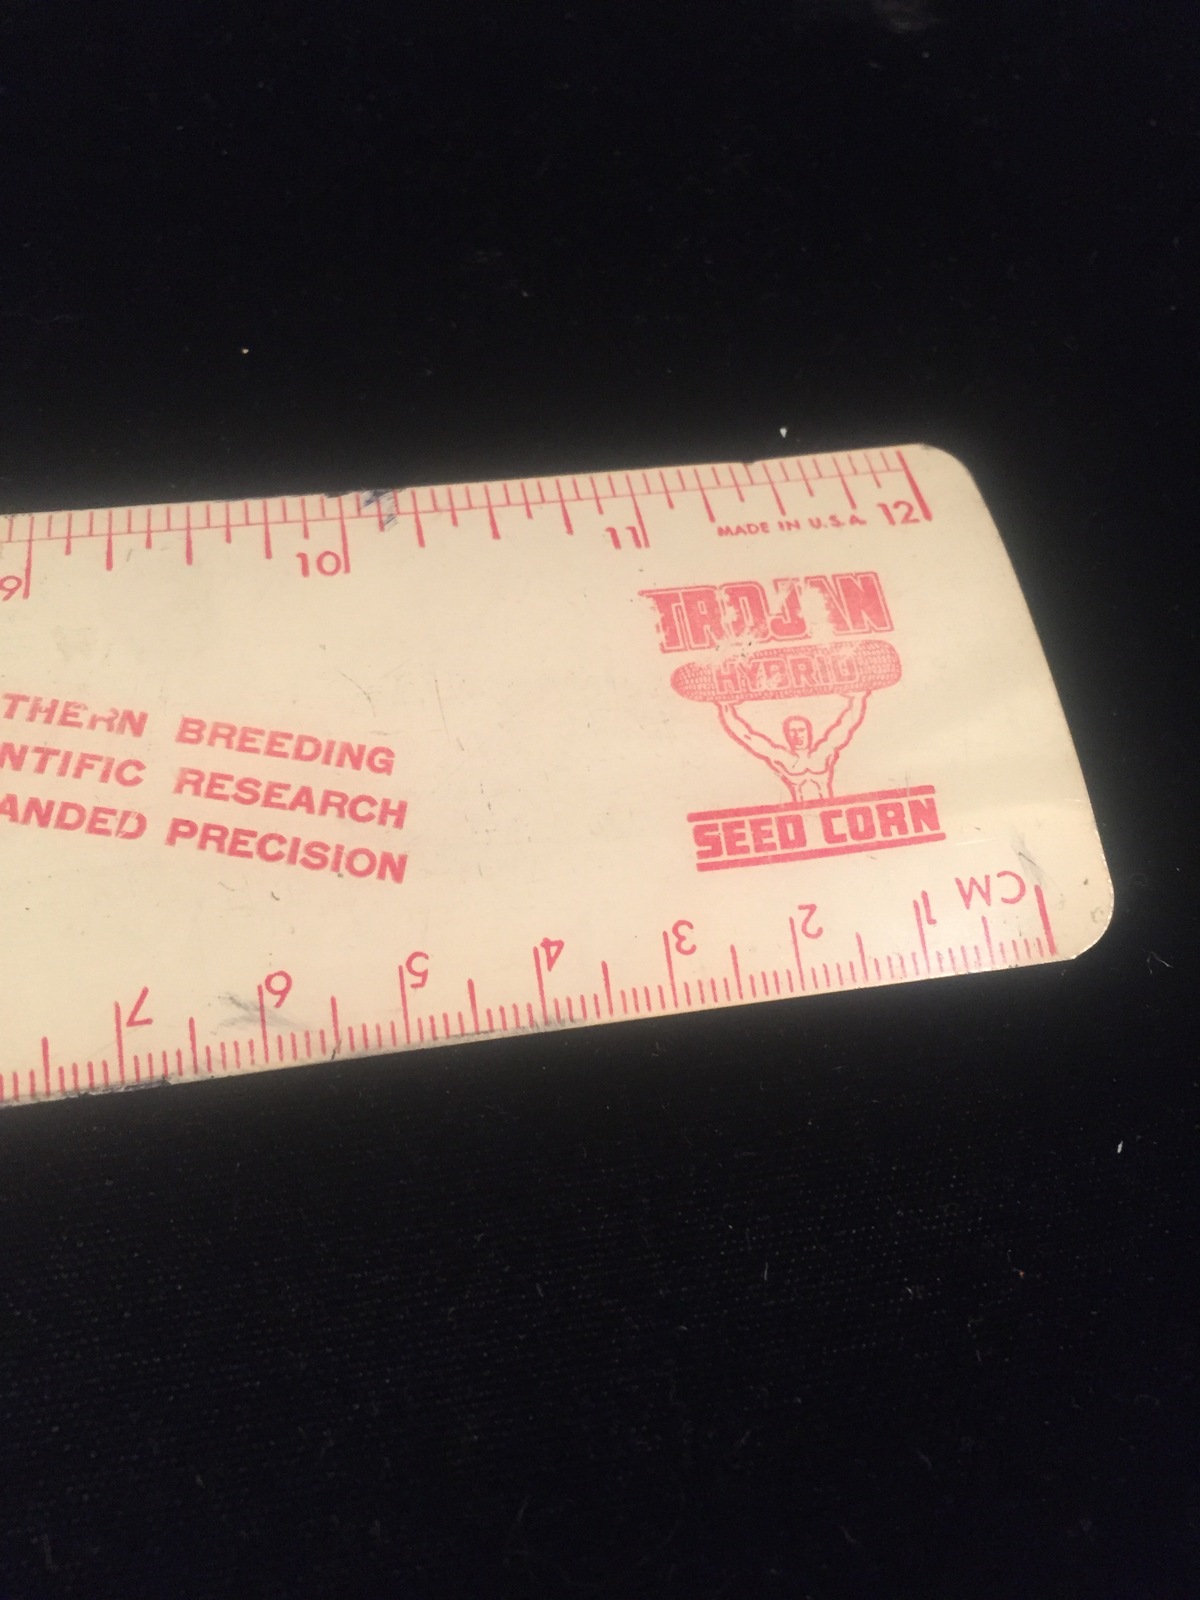 9 10 11 12
MADE IN U.S.A.
TROJAN
HYBRID
SEED CORN
THERN BREEDING
NTIFIC RESEARCH
ANDED PRECISION
CM 1 2 3 4 5 6 7